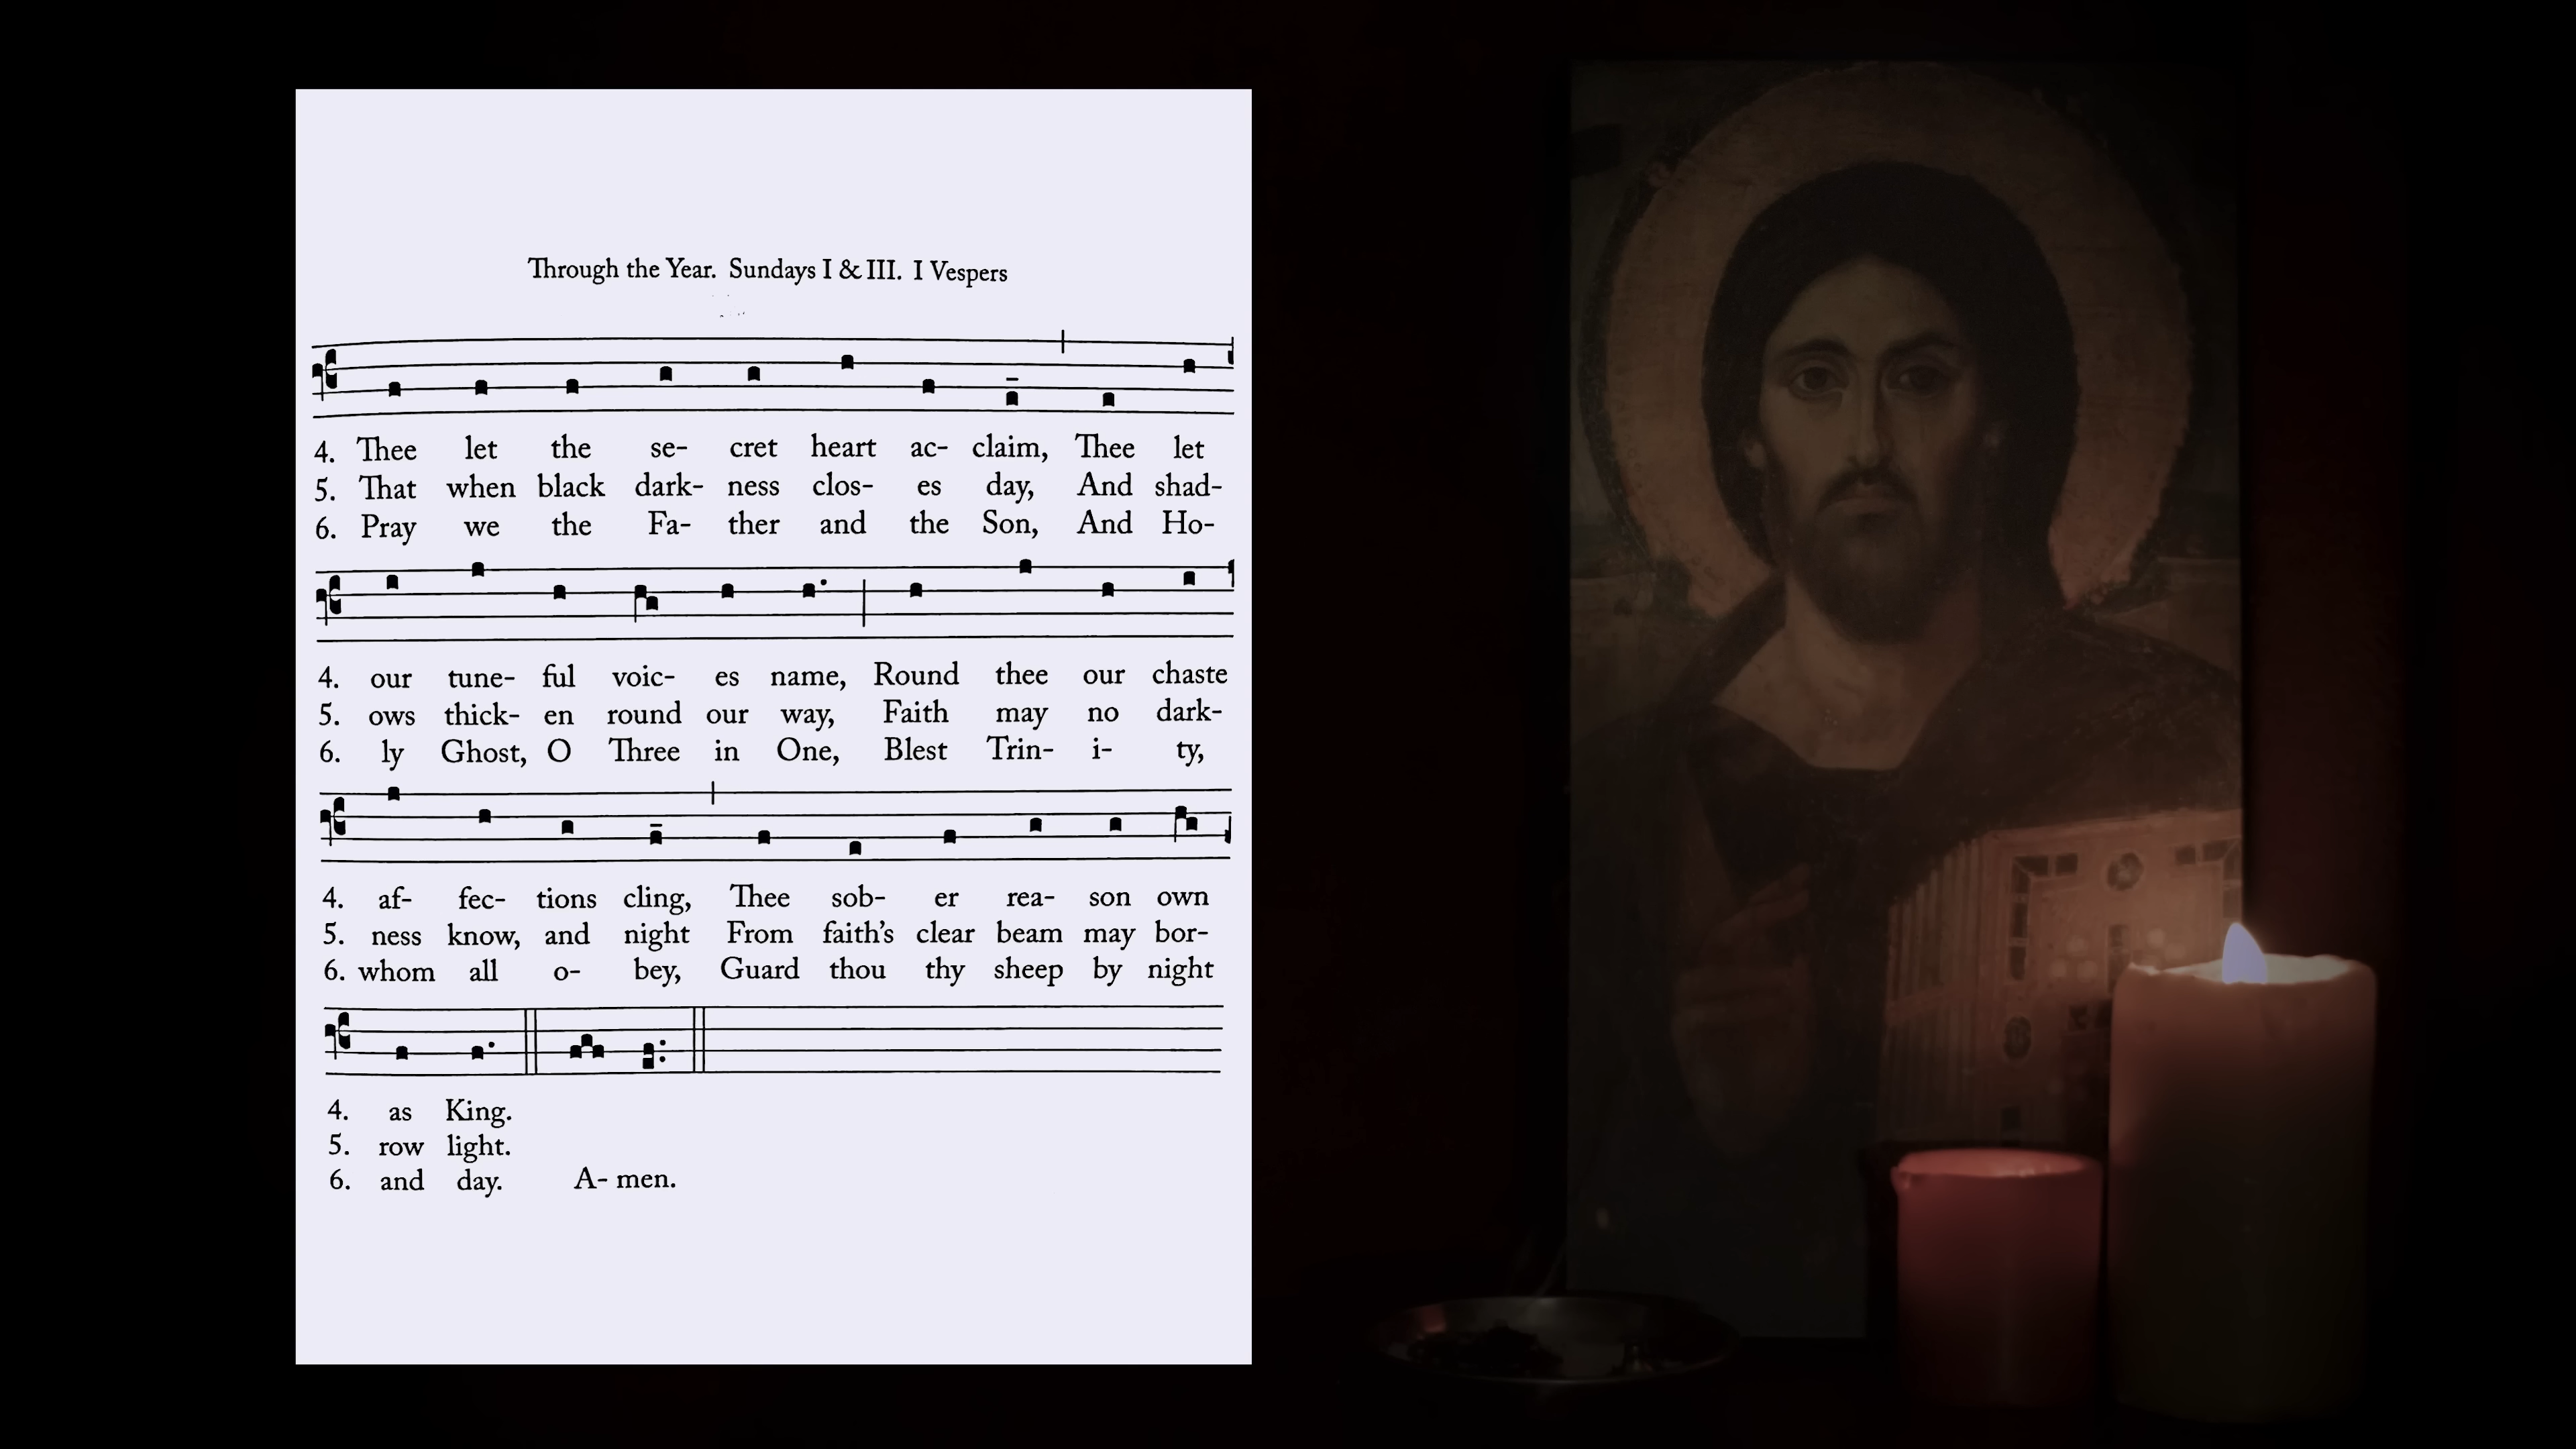 Through the Year. Sundays I & III. I Vespers
4. Thee let the se- cret heart ac- claim, Thee let
5. That when black dark- ness clos- es day, And shad-
6. Pray we the Fa- ther and the Son, And Ho-
4. our tune- ful voic- es name, Round thee our chaste
5. ows thick- en round our way, Faith may no dark-
6. ly Ghost, O Three in One, Blest Trin- i- ty,
4. af- fec- tions cling, Thee sob- er rea- son own
5. ness know, and night From faith's clear beam may bor-
6. whom all o- bey, Guard thou thy sheep by night
4. as King.
5. row light.
6. and day. A- men.